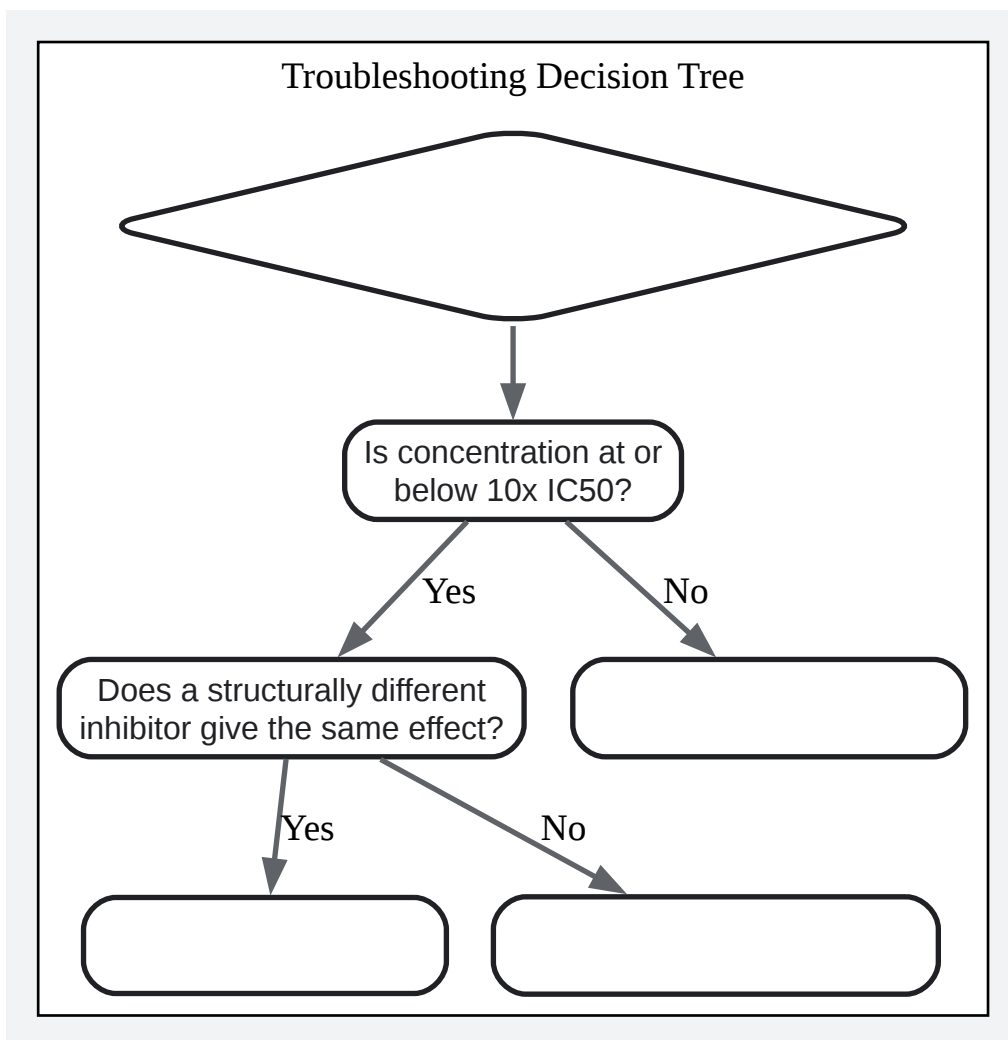 Troubleshooting Decision Tree
Is concentration at or
below 10x IC50?
Yes
No
Does a structurally different
inhibitor give the same effect?
Yes
No